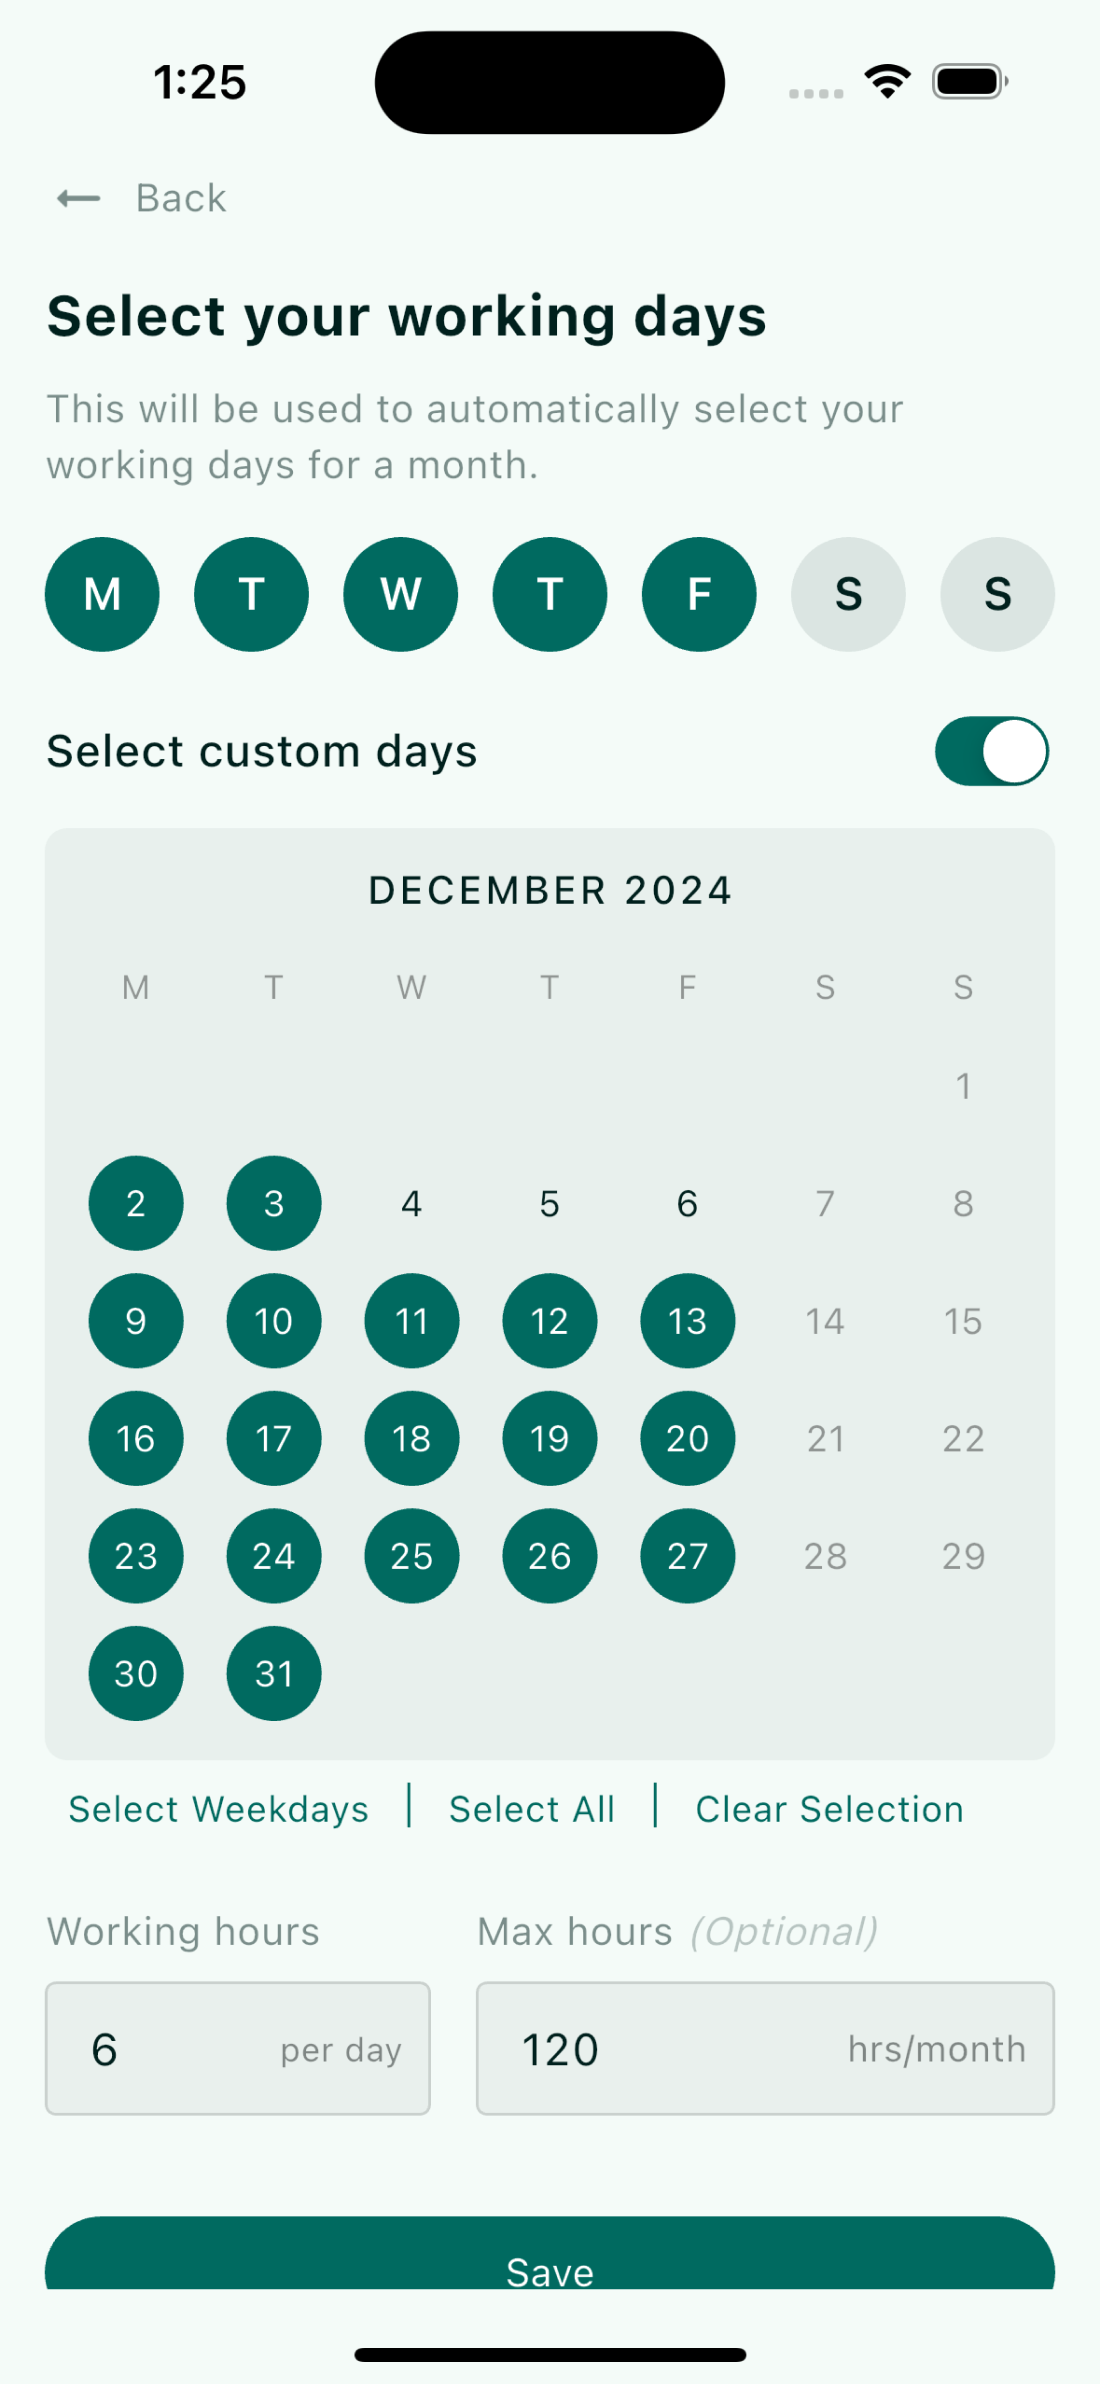 1:25
Back
Select your working days
This will be used to automatically select your
working days for a month.
M T W T F S S
Select custom days
DECEMBER 2024
M T W T F S S
1
2 3 4 5 6 7 8
9 10 11 12 13 14 15
16 17 18 19 20 21 22
23 24 25 26 27 28 29
30 31
Select Weekdays | Select All | Clear Selection
Working hours Max hours (Optional)
6 per day 120 hrs/month
Save